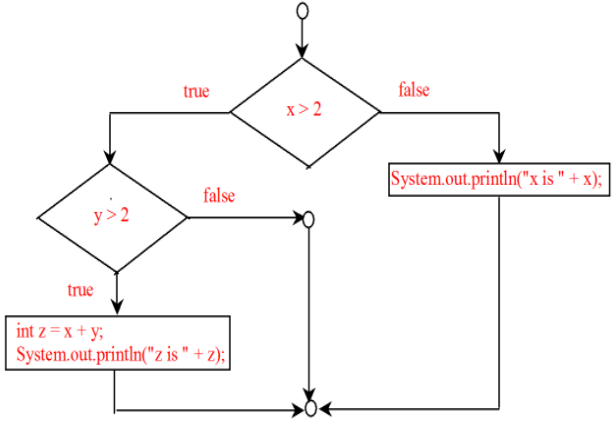 true
false
x > 2
System.out.println("x is " + x);
false
y > 2
true
int z = x + y;
System.out.println("z is " + z);